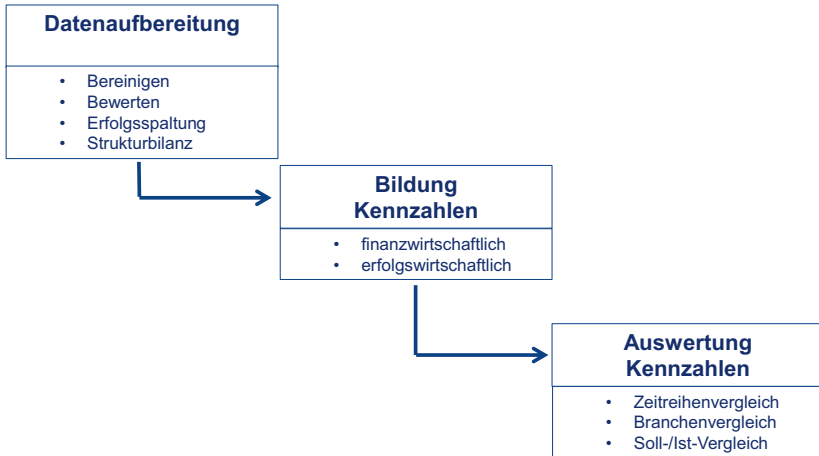 Datenaufbereitung
• Bereinigen
• Bewerten
• Erfolgsspaltung
• Strukturbilanz
Bildung
Kennzahlen
• finanzwirtschaftlich
• erfolgswirtschaftlich
Auswertung
Kennzahlen
• Zeitreihenvergleich
• Branchenvergleich
• Soll-/Ist-Vergleich